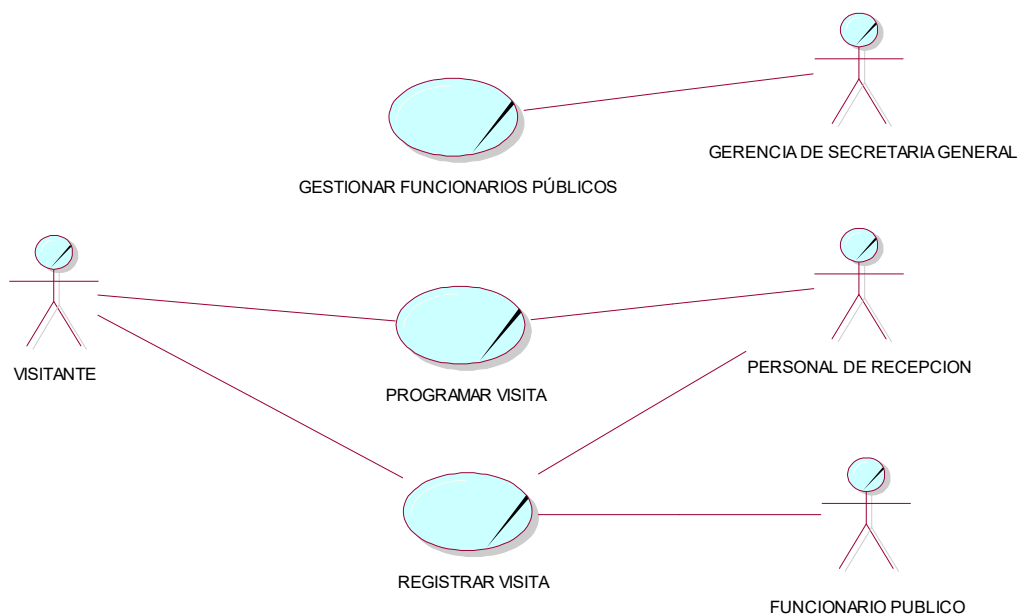 GERENCIA DE SECRETARIA GENERAL
GESTIONAR FUNCIONARIOS PÚBLICOS
VISITANTE
PROGRAMAR VISITA
PERSONAL DE RECEPCION
REGISTRAR VISITA
FUNCIONARIO PUBLICO